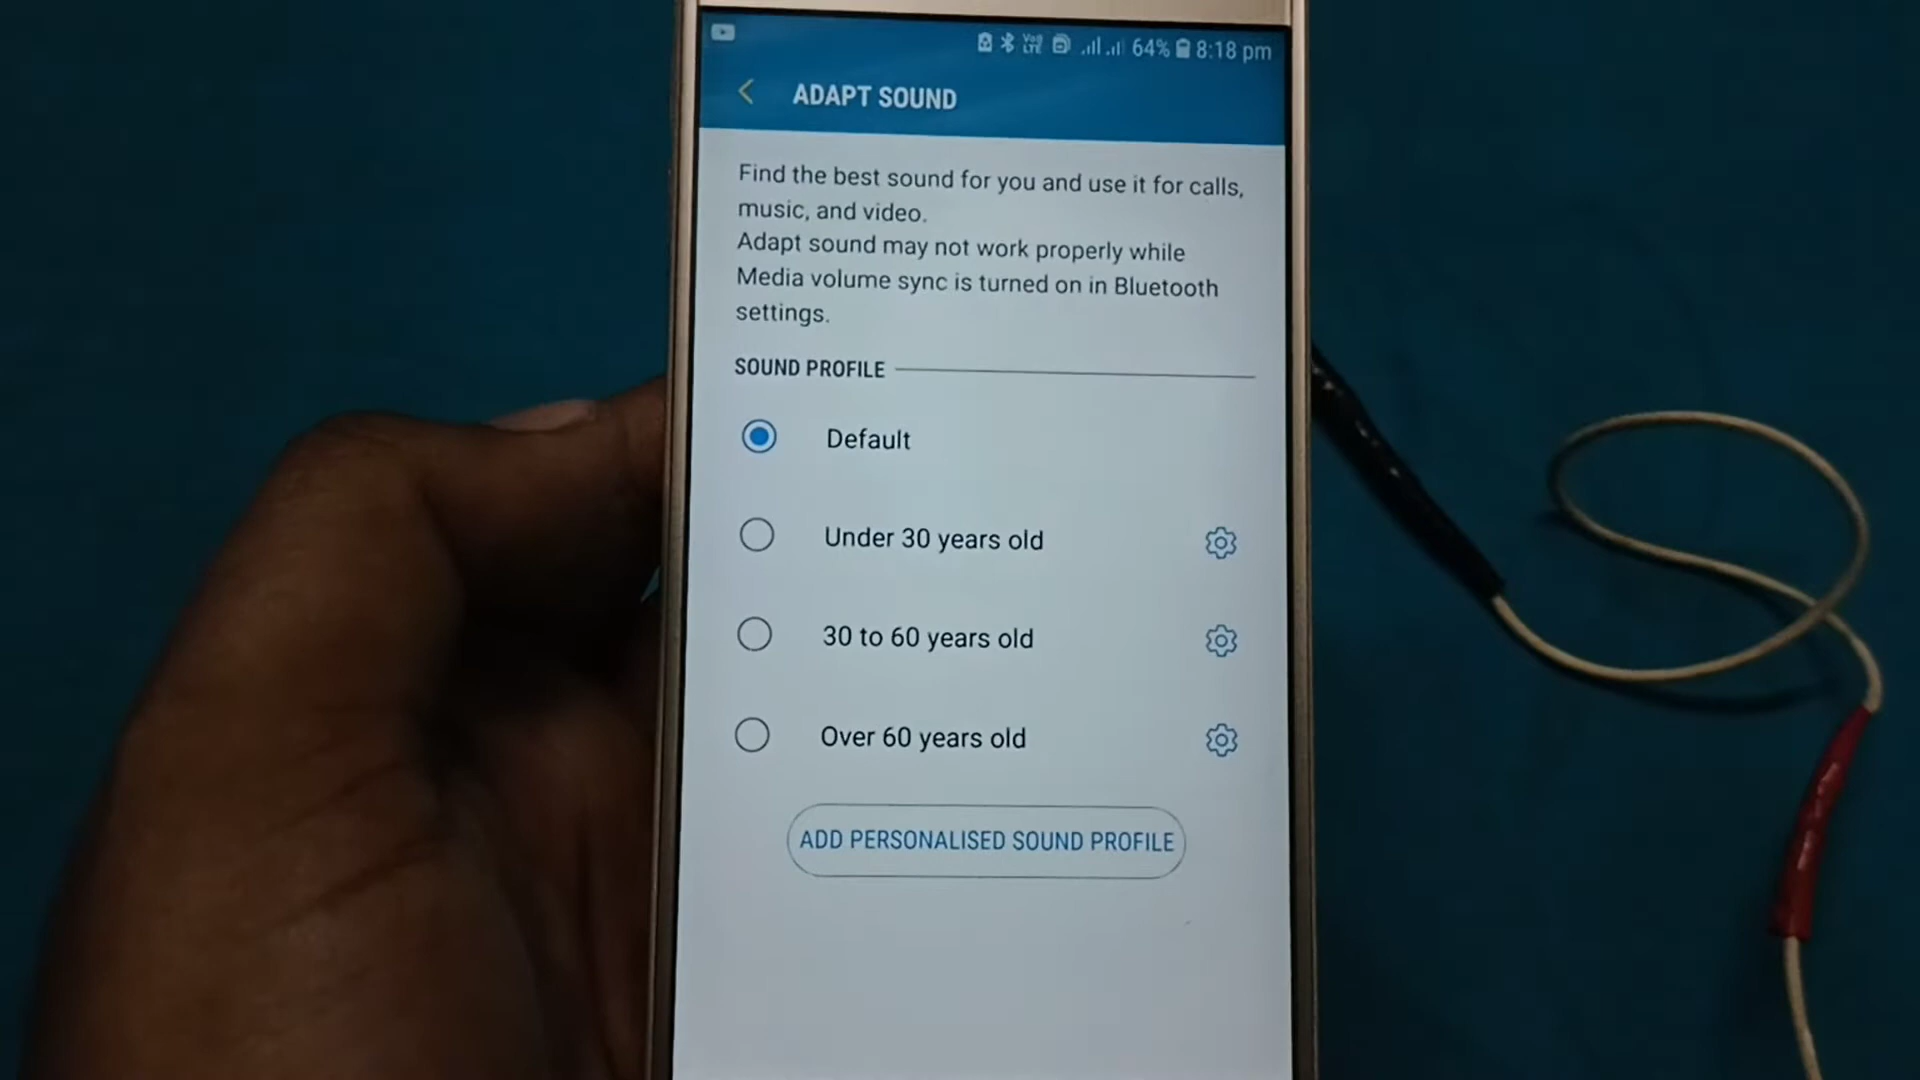 Vo)) LTE 64% 8:18 pm
ADAPT SOUND
Find the best sound for you and use it for calls,
music, and video.
Adapt sound may not work properly while
Media volume sync is turned on in Bluetooth
settings.
SOUND PROFILE
Default
Under 30 years old
30 to 60 years old
Over 60 years old
ADD PERSONALISED SOUND PROFILE